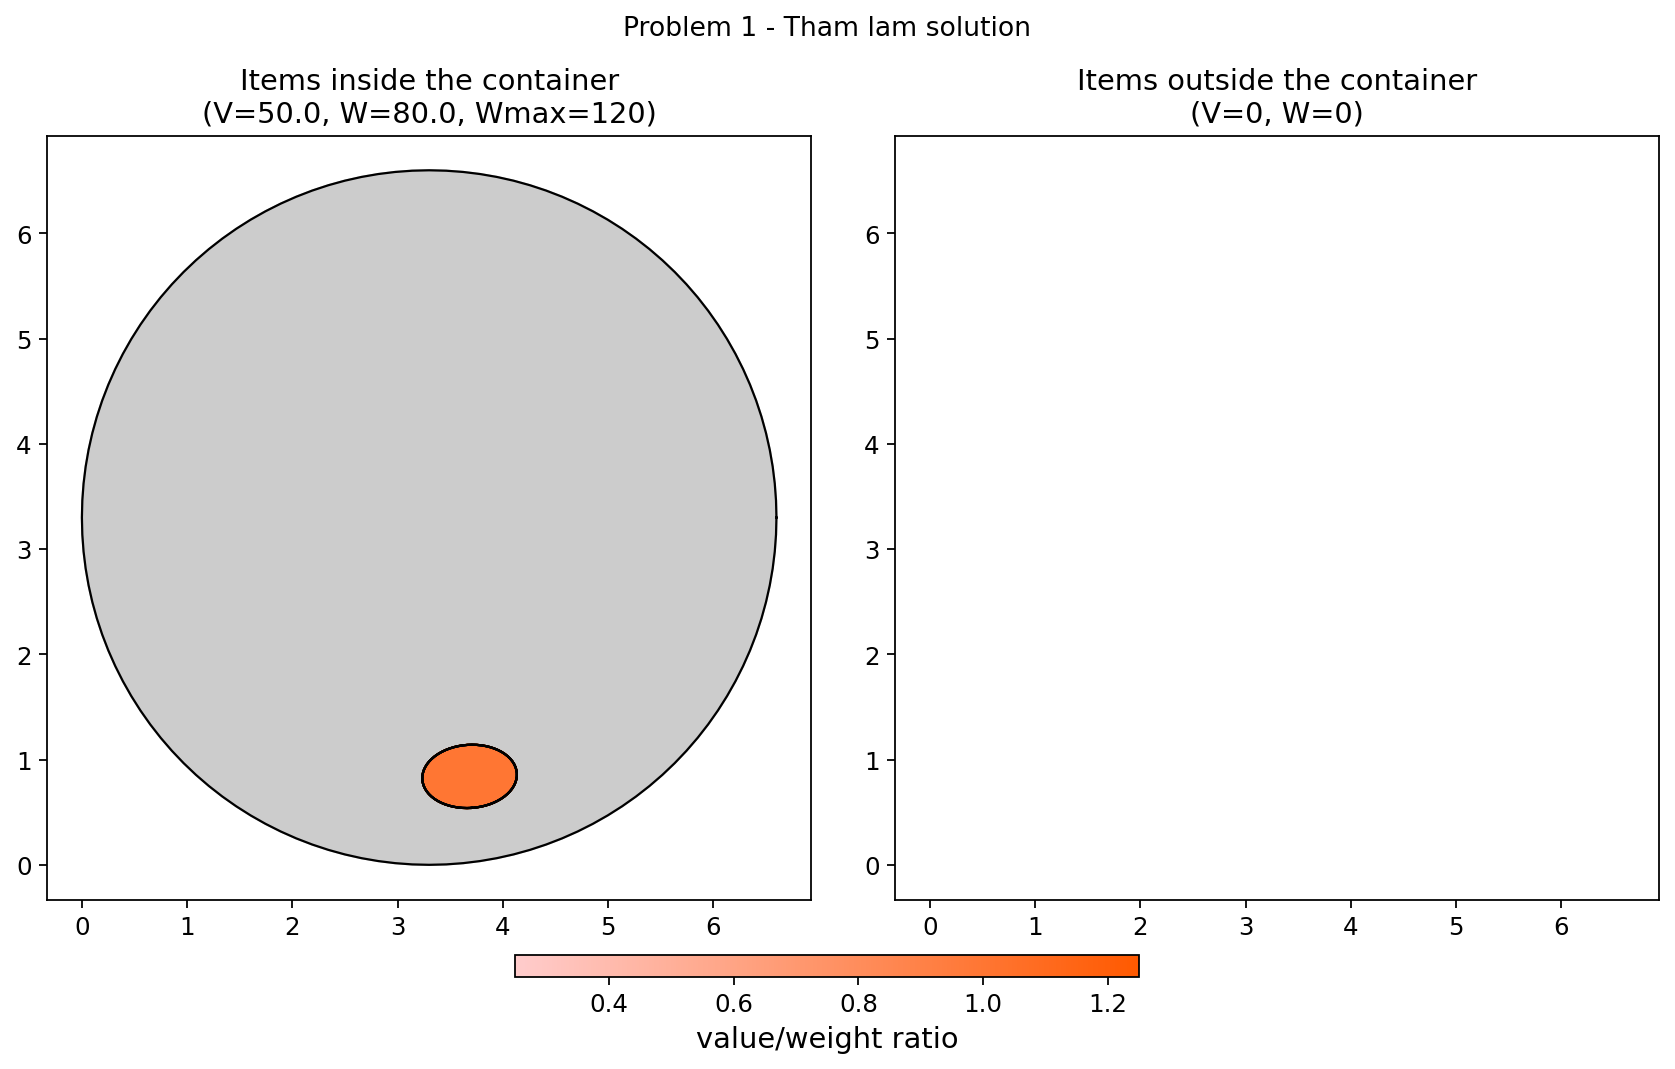 Problem 1 - Tham lam solution
Items inside the container
(V=50.0, W=80.0, Wmax=120)
6
5
4
3
2
1
0
0 1 2 3 4 5 6
Items outside the container
(V=0, W=0)
6
5
4
3
2
1
0
0 1 2 3 4 5 6
0.4 0.6 0.8 1.0 1.2
value/weight ratio